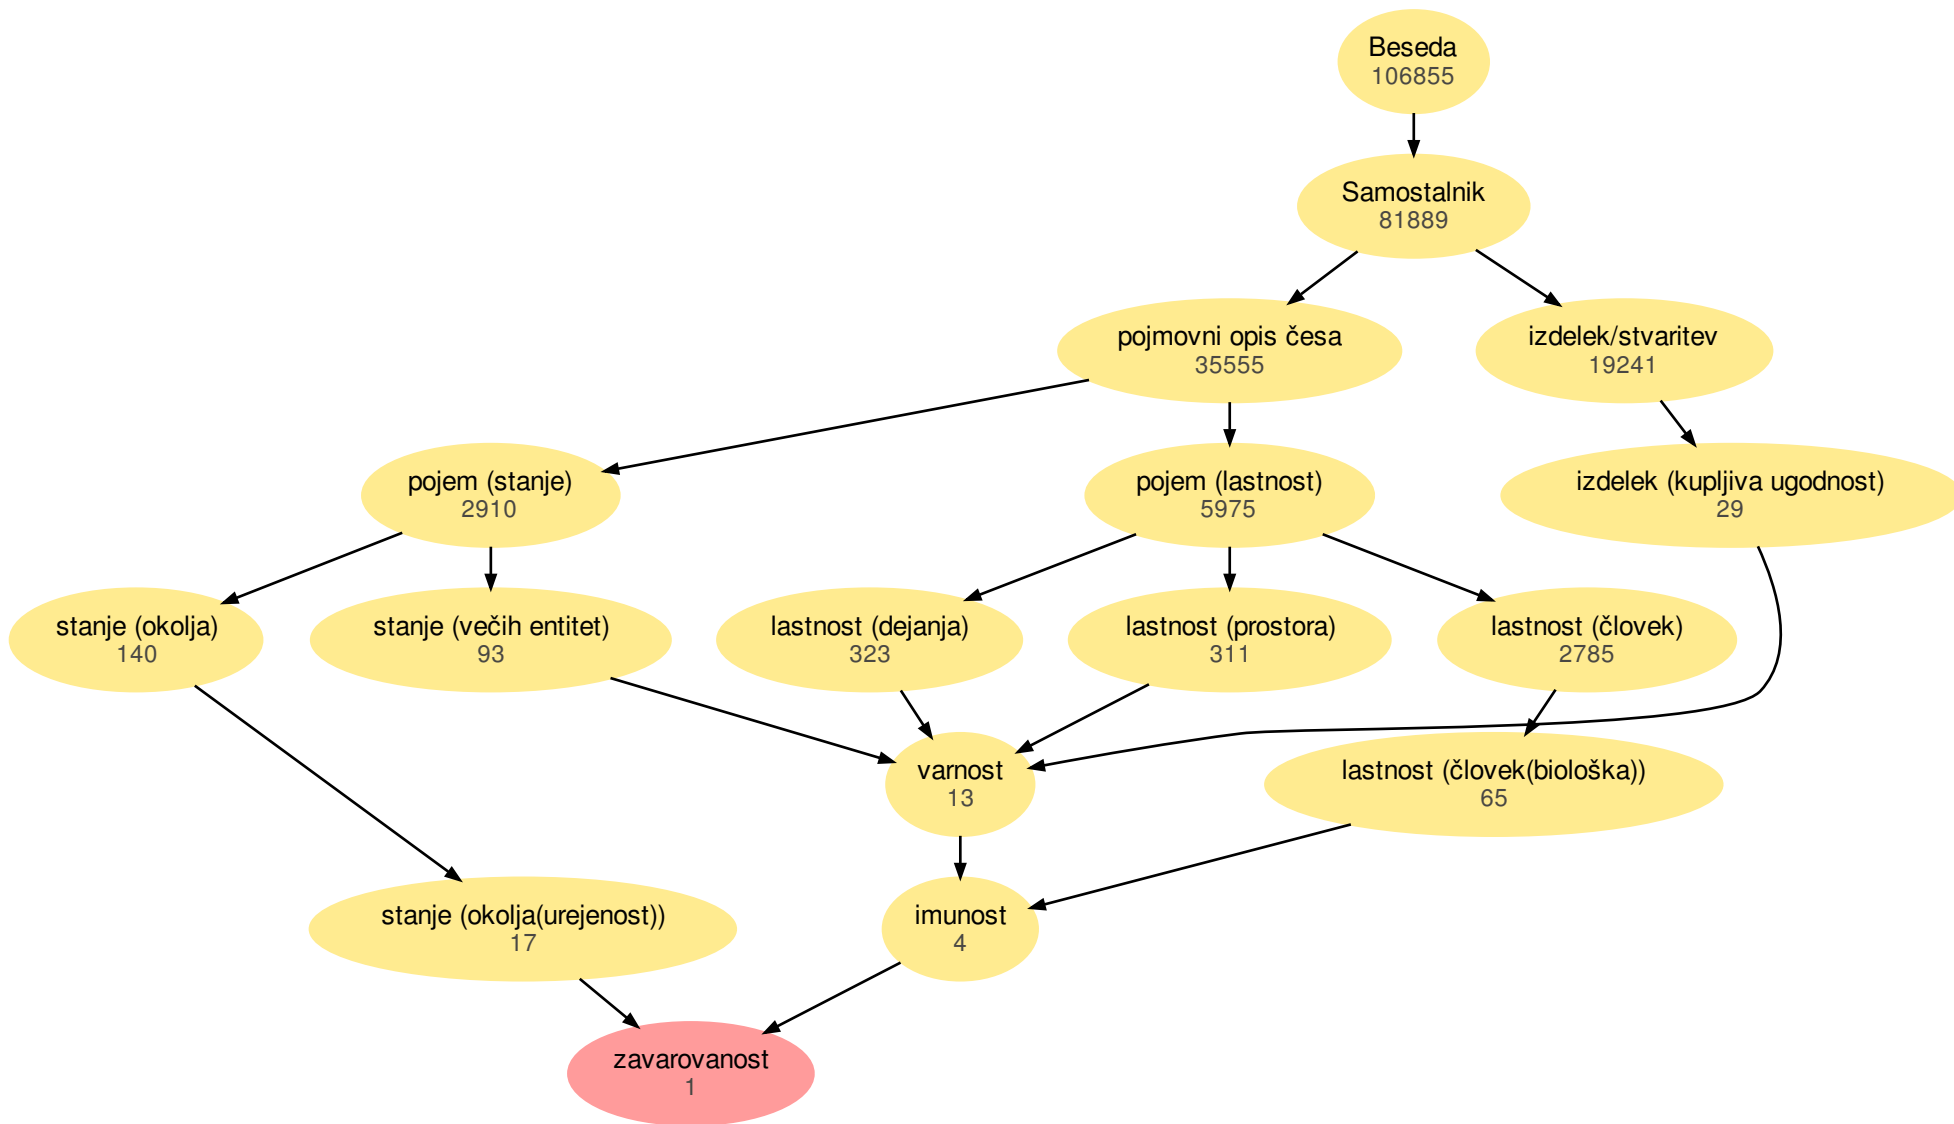 Beseda
106855
Samostalnik
81889
pojmovni opis česa
35555
izdelek/stvaritev
19241
pojem (stanje)
2910
pojem (lastnost)
5975
izdelek (kupljiva ugodnost)
29
stanje (okolja)
140
stanje (večih entitet)
93
lastnost (dejanja)
323
lastnost (prostora)
311
lastnost (človek)
2785
varnost
13
lastnost (človek(biološka))
65
stanje (okolja(urejenost))
17
imunost
4
zavarovanost
1